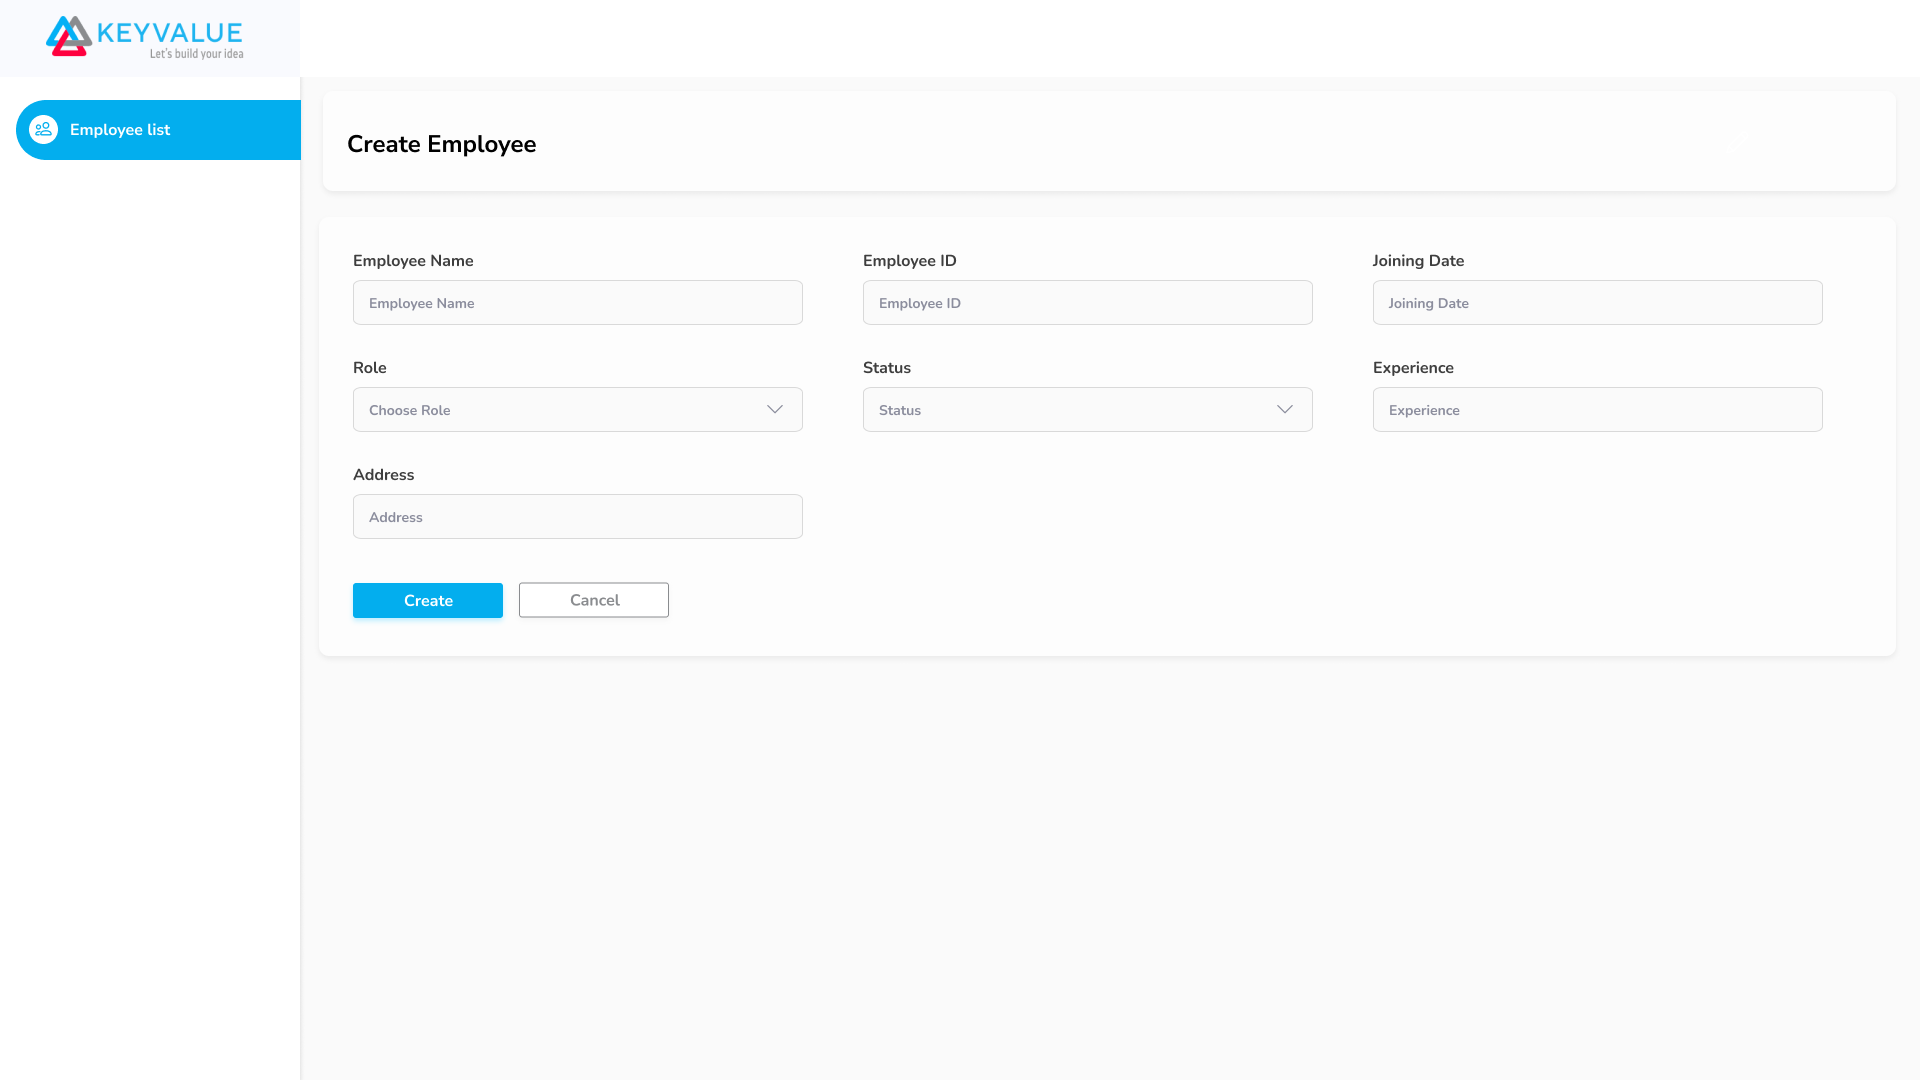 KEYVALUE
Let's build your idea
Employee list
Create Employee
Employee Name
Employee ID
Joining Date
Employee Name
Employee ID
Joining Date
Role
Status
Experience
Choose Role
Status
Experience
Address
Address
Create
Cancel